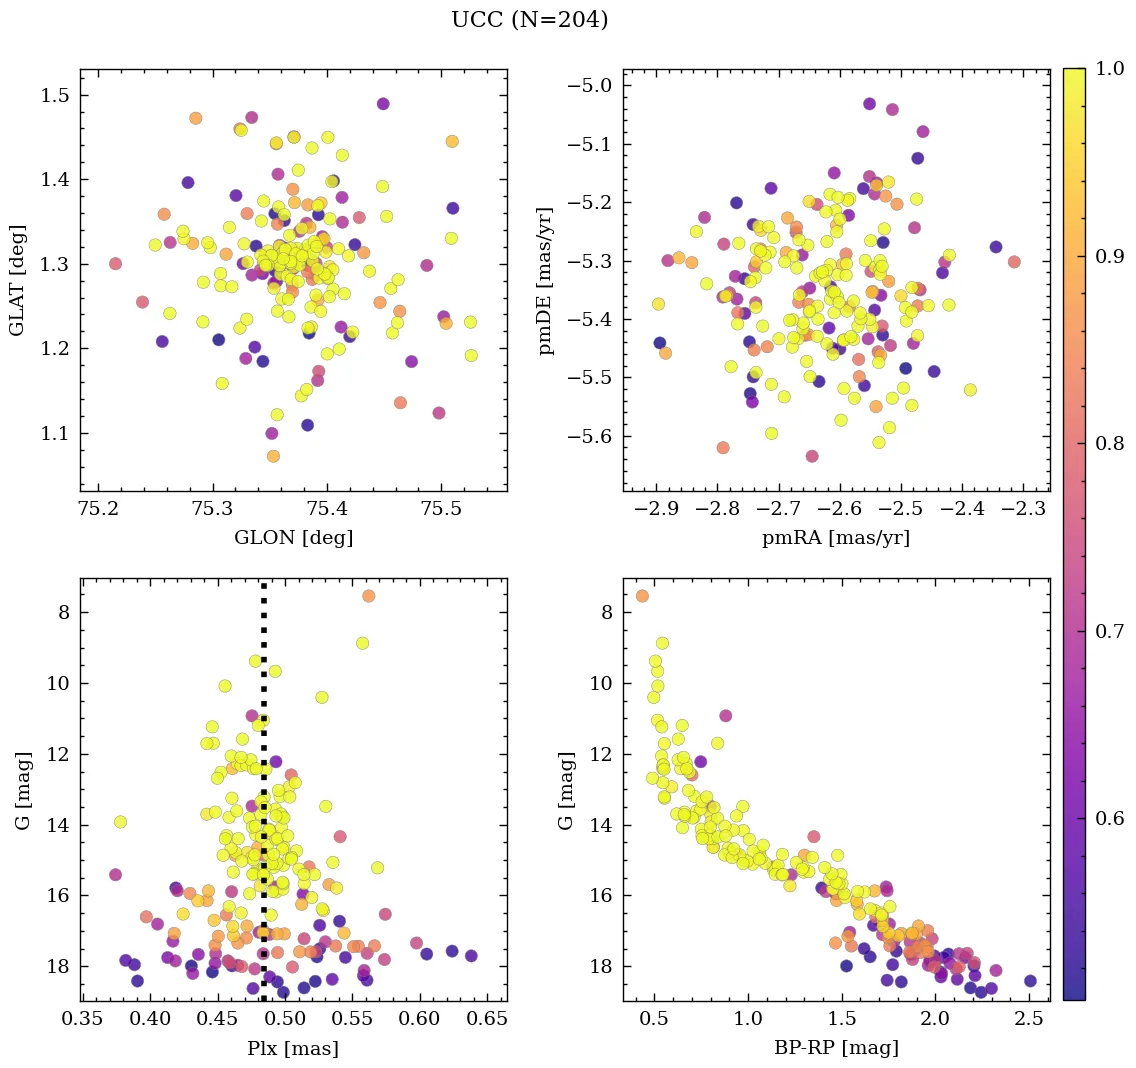 UCC (N=204)
1.5
1.4
1.3
1.2
1.1
GLAT [deg]
75.2 75.3 75.4 75.5
GLON [deg]
−5.0
−5.1
−5.2
−5.3
−5.4
−5.5
−5.6
pmDE [mas/yr]
−2.9 −2.8 −2.7 −2.6 −2.5 −2.4 −2.3
pmRA [mas/yr]
1.0
0.9
0.8
0.7
0.6
8
10
12
14
16
18
G [mag]
0.35 0.40 0.45 0.50 0.55 0.60 0.65
Plx [mas]
8
10
12
14
16
18
G [mag]
0.5 1.0 1.5 2.0 2.5
BP-RP [mag]